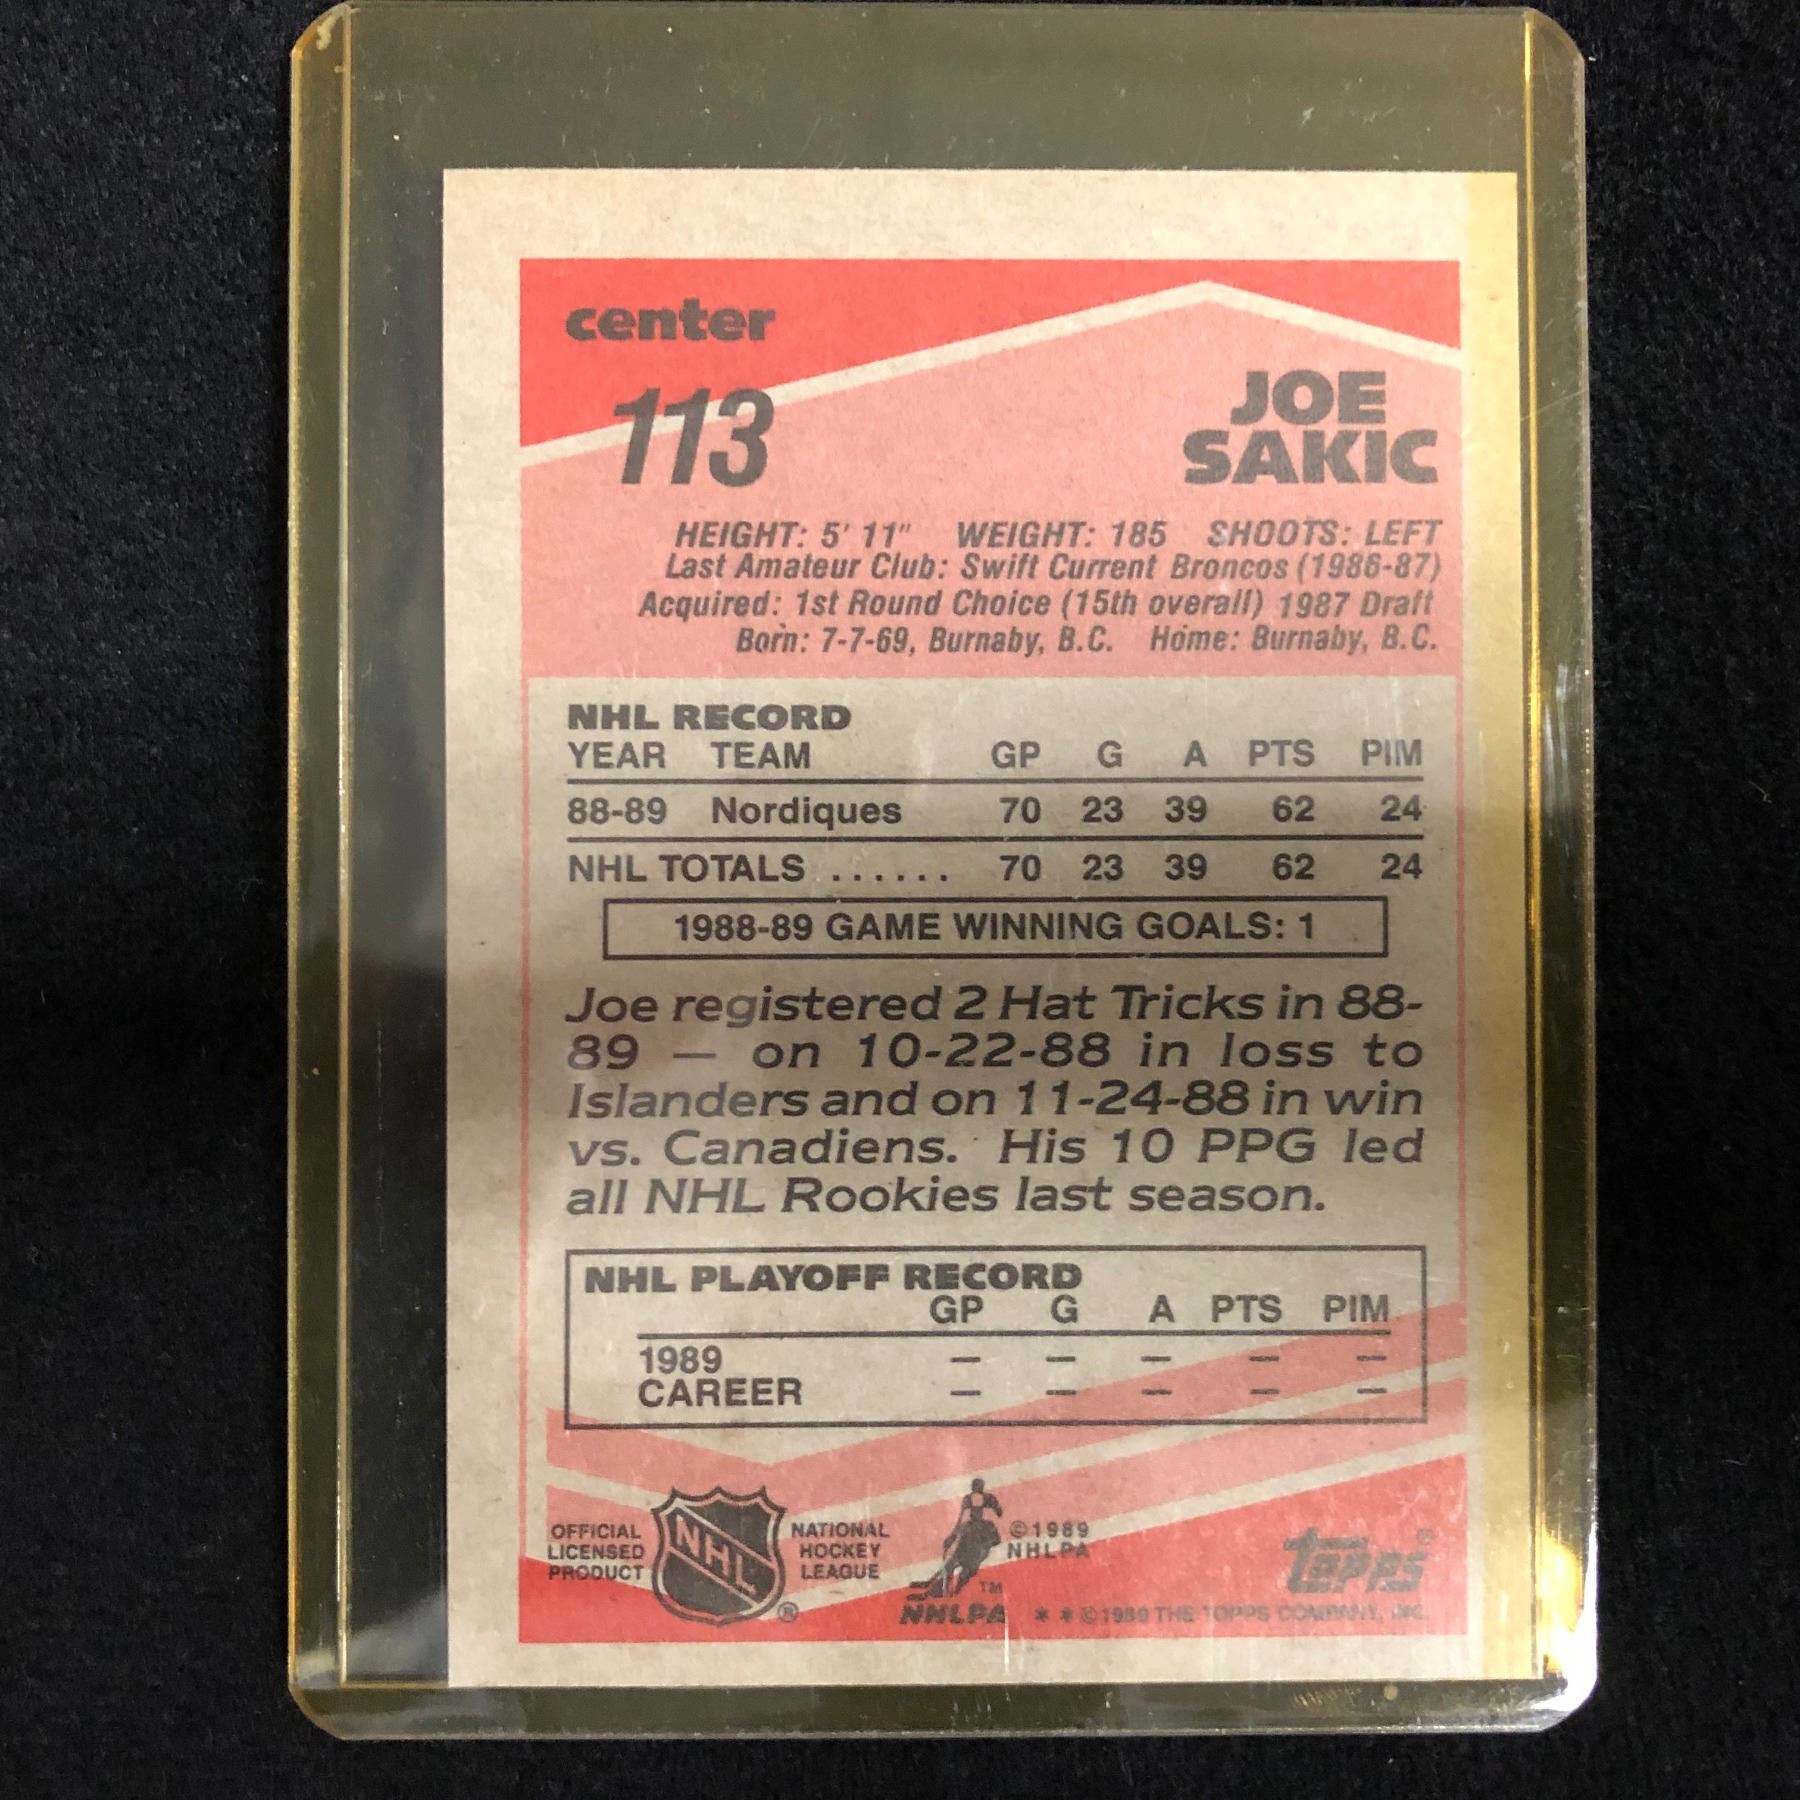 center
113
JOE
SAKIC
HEIGHT: 5' 11" WEIGHT: 185 SHOOTS: LEFT
Last Amateur Club: Swift Current Broncos (1986-87)
Acquired: 1st Round Choice (15th overall) 1987 Draft
Born: 7-7-69, Burnaby, B.C. Home: Burnaby, B.C.
NHL RECORD
YEAR TEAM GP G A PTS PIM
88-89 Nordiques 70 23 39 62 24
NHL TOTALS ...... 70 23 39 62 24
1988-89 GAME WINNING GOALS: 1
Joe registered 2 Hat Tricks in 88-
89 — on 10-22-88 in loss to
Islanders and on 11-24-88 in win
vs. Canadiens. His 10 PPG led
all NHL Rookies last season.
NHL PLAYOFF RECORD
GP G A PTS PIM
1989 — — — — —
CAREER — — — — —
OFFICIAL
LICENSED
PRODUCT
NHL
®
NATIONAL
HOCKEY
LEAGUE
©1989
NHLPA
TM
NHLPA
topps®
* * ©1989 THE TOPPS COMPANY, INC.